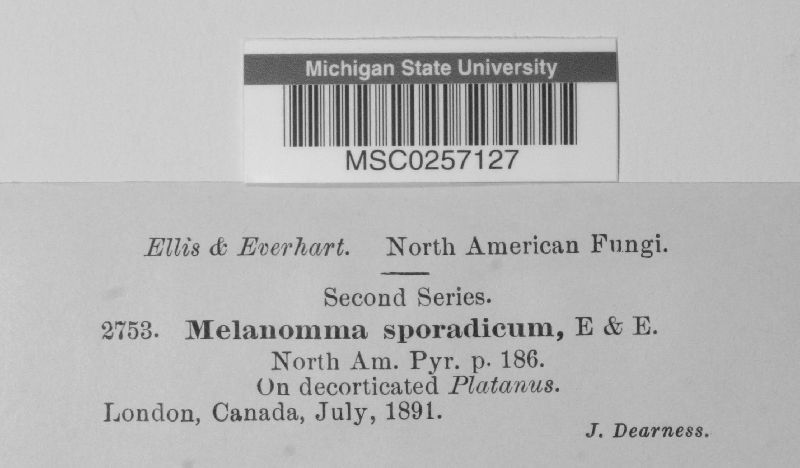 Michigan State University
MSC0257127
Ellis & Everhart. North American Fungi.
Second Series.
2753. Melanomma sporadicum, E & E.
North Am. Pyr. p. 186.
On decorticated Platanus.
London, Canada, July, 1891.
J. Dearness.